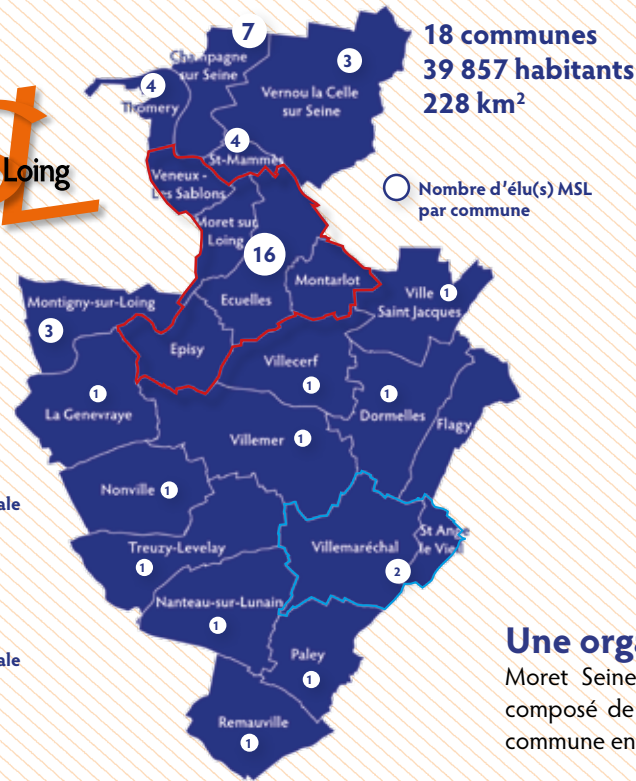 18 communes
39 857 habitants
228 km²
Nombre d'élu(s) MSL
par commune
Loing
7
Champagne
sur Seine
3
Vernou la Celle
sur Seine
4
Thomery
4
St-Mammès
Veneux -
Les Sablons
Moret sur
Loing
16
Montarlot
Ecuelles
Episy
Ville 1
Saint Jacques
Montigny-sur-Loing
3
Villecerf
1
1
La Genevraye
1
Dormelles
Flagy
Villemer 1
Nonville 1
Treuzy-Levelay
1
Villemaréchal
2
St Ange
le Vieil
Nanteau-sur-Lunain
1
Paley
1
Remauville
1
ale
ale
Une orga
Moret Seine
composé de
commune en